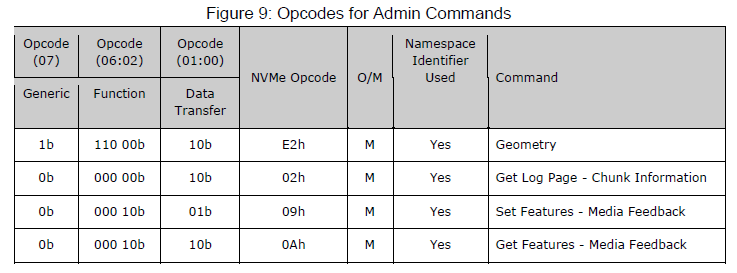 Figure 9: Opcodes for Admin Commands
Opcode (07) Opcode (06:02) Opcode (01:00) NVMe Opcode O/M Namespace Identifier Used Command
Generic Function Data Transfer
1b 110 00b 10b E2h M Yes Geometry
0b 000 00b 10b 02h M Yes Get Log Page - Chunk Information
0b 000 10b 01b 09h M Yes Set Features - Media Feedback
0b 000 10b 10b 0Ah M Yes Get Features - Media Feedback